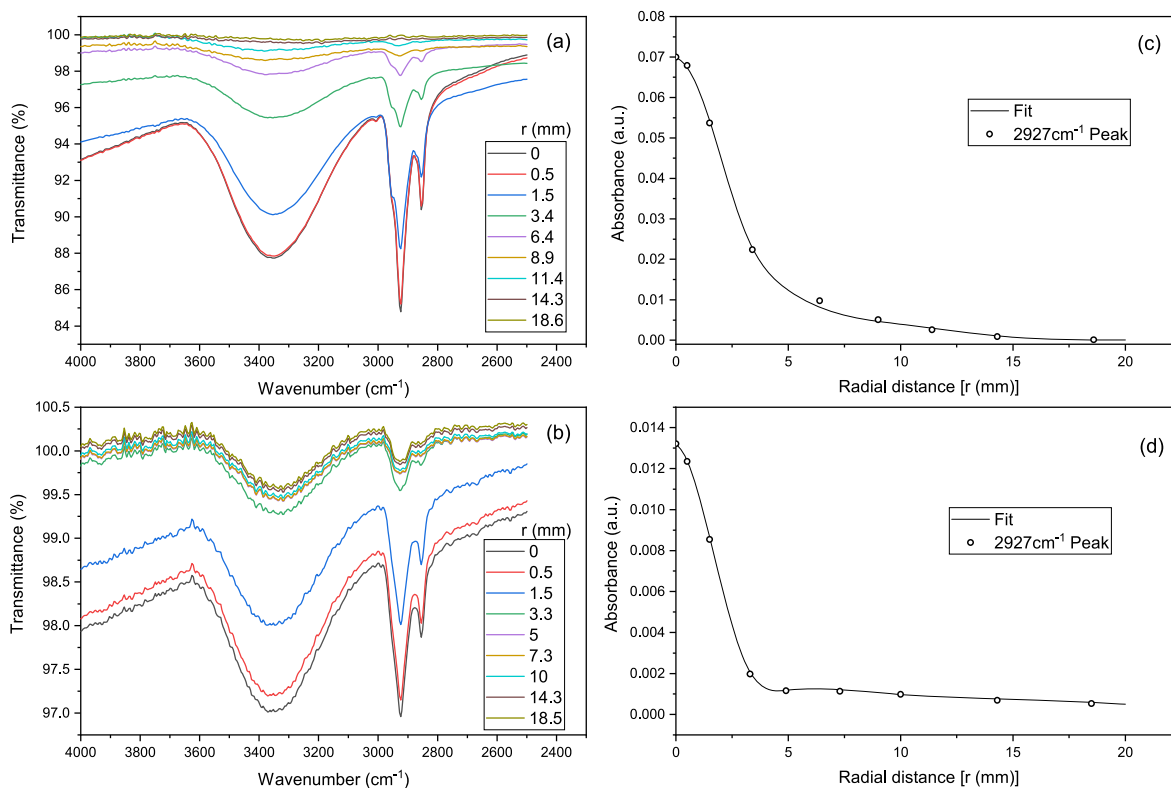 (a)
100
98
96
94
92
90
88
86
84
Transmittance (%)
4000 3800 3600 3400 3200 3000 2800 2600 2400
Wavenumber (cm⁻¹)
r (mm)
0
0.5
1.5
3.4
6.4
8.9
11.4
14.3
18.6
(c)
0.08
0.07
0.06
0.05
0.04
0.03
0.02
0.01
0.00
Absorbance (a.u.)
Fit
2927cm⁻¹ Peak
0 5 10 15 20
Radial distance [r (mm)]
(b)
100.5
100.0
99.5
99.0
98.5
98.0
97.5
97.0
Transmittance (%)
4000 3800 3600 3400 3200 3000 2800 2600 2400
Wavenumber (cm⁻¹)
r (mm)
0
0.5
1.5
3.3
5
7.3
10
14.3
18.5
(d)
0.014
0.012
0.010
0.008
0.006
0.004
0.002
0.000
Absorbance (a.u.)
Fit
2927cm⁻¹ Peak
0 5 10 15 20
Radial distance [r (mm)]